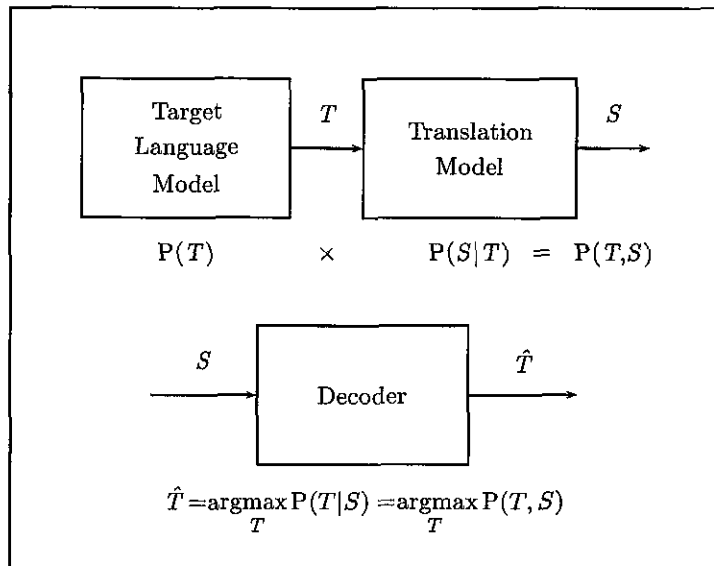 Target
Language
Model
T
Translation
Model
S
P(T) × P(S|T) = P(T,S)
S
Decoder
T̂
T̂ = argmax P(T|S) = argmax P(T, S)
T T